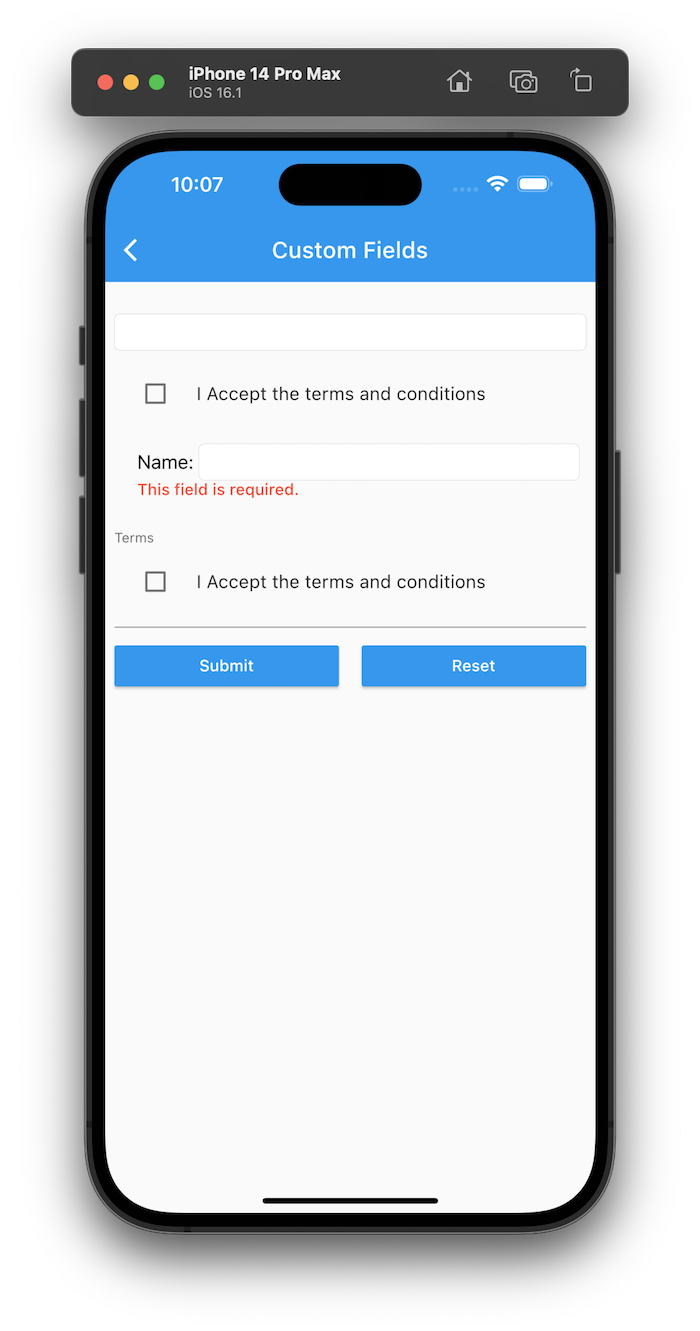 iPhone 14 Pro Max
iOS 16.1
10:07
Custom Fields
I Accept the terms and conditions
Name:
This field is required.
Terms
I Accept the terms and conditions
Submit
Reset